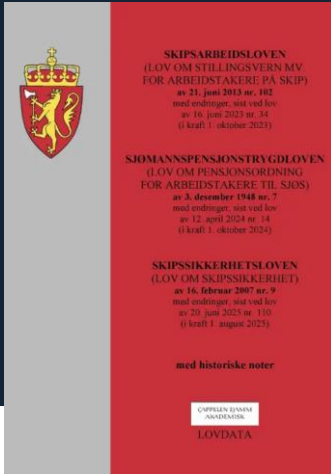 SKIPSARBEIDSLOVEN
(LOV OM STILLINGSVERN MV
FOR ARBEIDSTAKERE PÅ SKIP)
av 21. juni 2013 nr. 102
med endringer, sist ved lov
av 16. juni 2023 nr. 34
(i kraft 1. oktober 2023)
SJØMANNSPENSJONSTRYGDLOVEN
(LOV OM PENSJONSORDNING
FOR ARBEIDSTAKERE TIL SJØS)
av 3. desember 1948 nr. 7
med endringer, sist ved lov
av 12. april 2024 nr. 14
(i kraft 1. oktober 2024)
SKIPSSIKKERHETSLOVEN
(LOV OM SKIPSSIKKERHET)
av 16. februar 2007 nr. 9
med endringer, sist ved lov
av 20. juni 2025 nr. 110
(i kraft 1. august 2025)
med historiske noter
CAPPELEN DAMM
AKADEMISK
LOVDATA